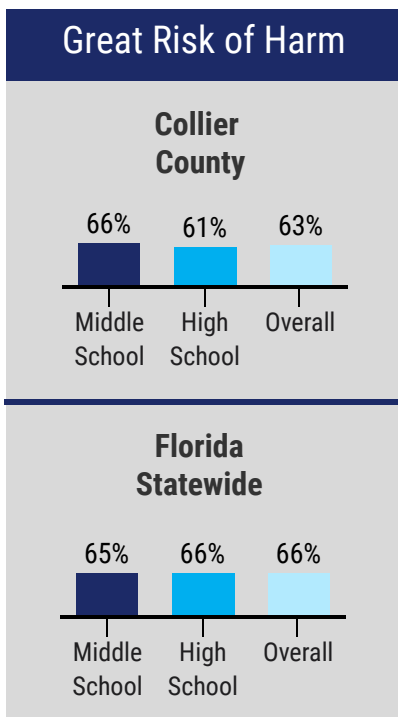 Great Risk of Harm
Collier
County
66% 61% 63%
Middle High Overall
School School
Florida
Statewide
65% 66% 66%
Middle High Overall
School School